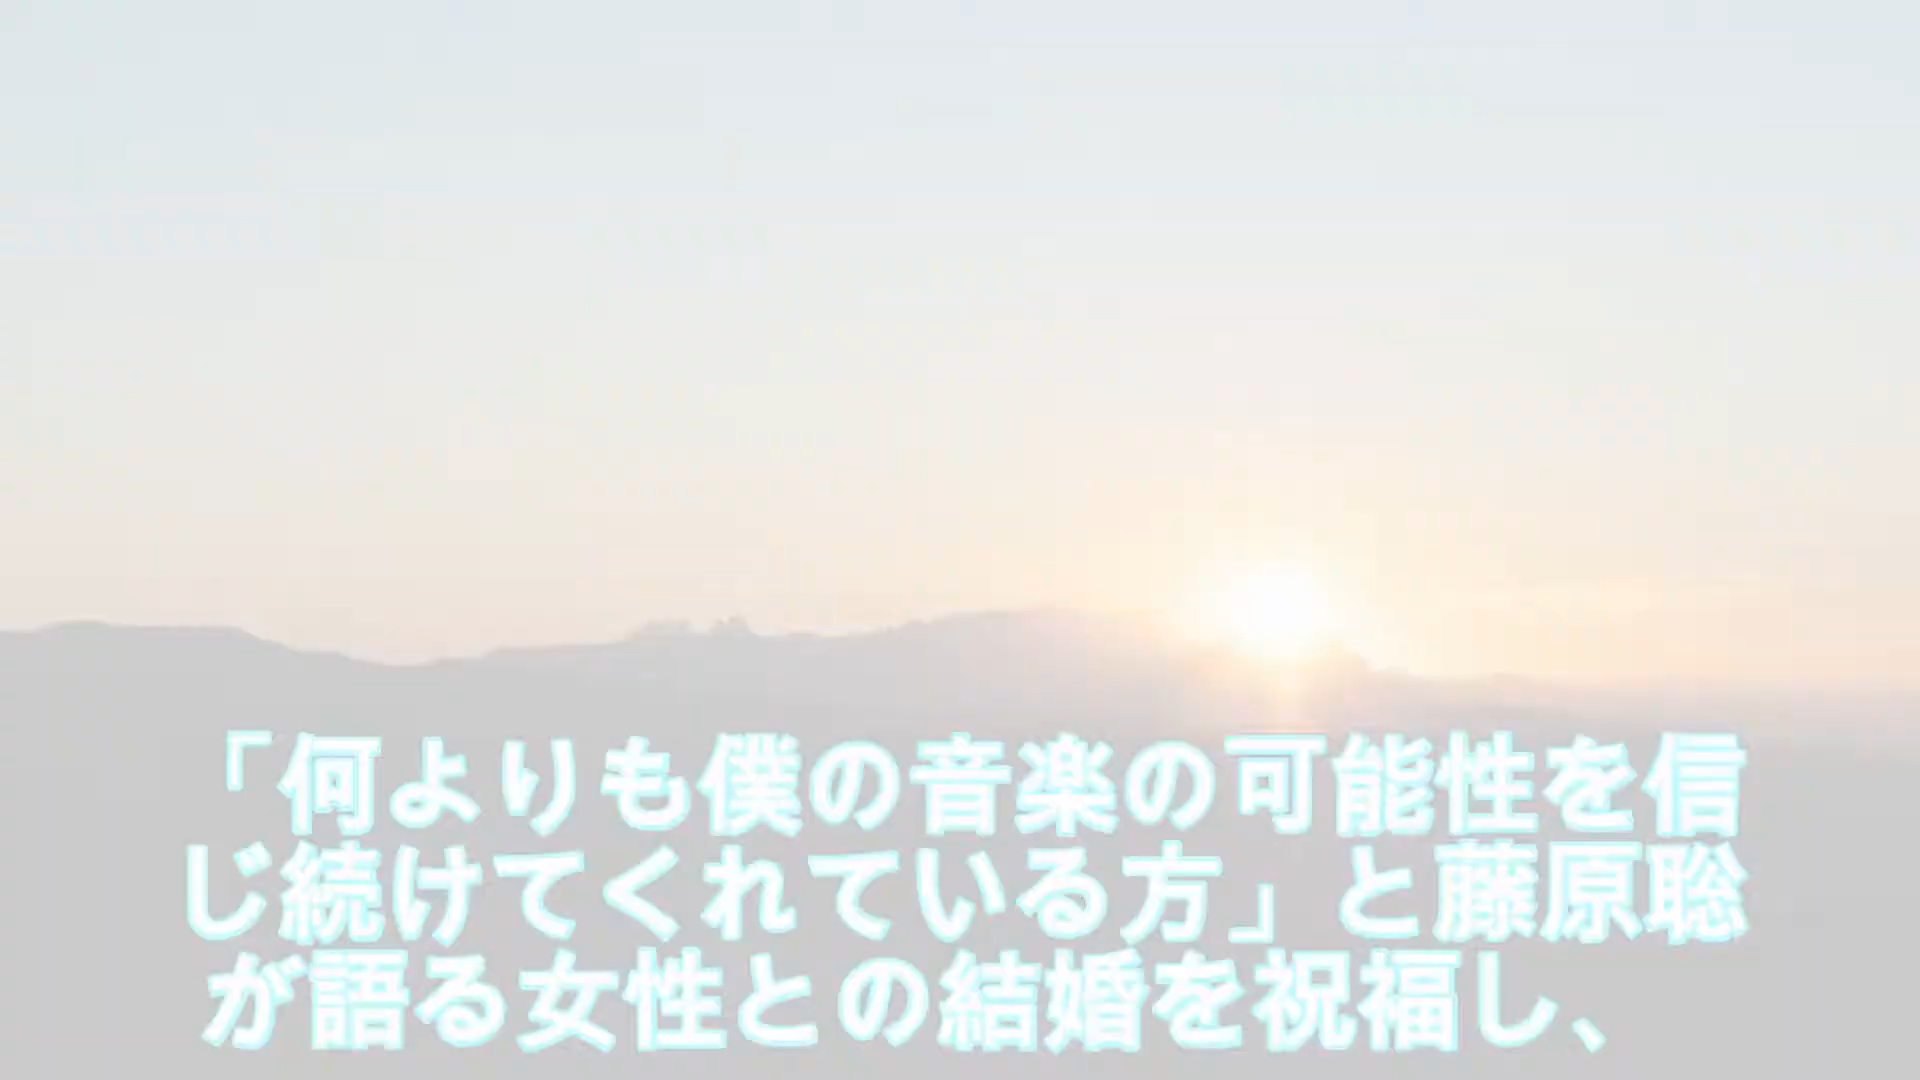 「何よりも僕の音楽の可能性を信
じ続けてくれている方」と藤原聡
が語る女性との結婚を祝福し、